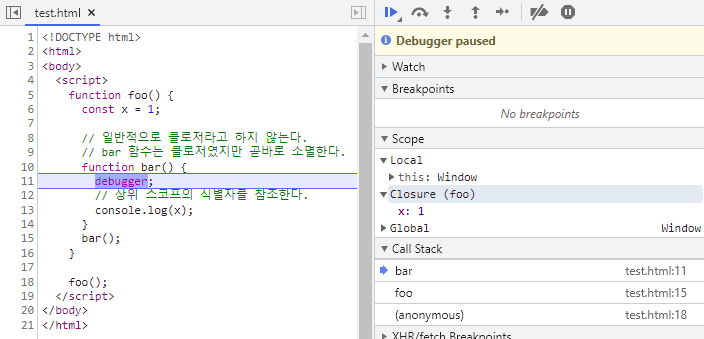 test.html ×
1 <!DOCTYPE html>
2 <html>
3 <body>
4 <script>
5 function foo() {
6 const x = 1;
7
8 // 일반적으로 클로저라고 하지 않는다.
9 // bar 함수는 클로저였지만 곧바로 소멸한다.
10 function bar() {
11 debugger;
12 // 상위 스코프의 식별자를 참조한다.
13 console.log(x);
14 }
15 bar();
16 }
17
18 foo();
19 </script>
20 </body>
21 </html>
Debugger paused
Watch
Breakpoints
No breakpoints
Scope
Local
this: Window
Closure (foo)
x: 1
Global Window
Call Stack
bar test.html:11
foo test.html:15
(anonymous) test.html:18
XHR/fetch Breakpoints